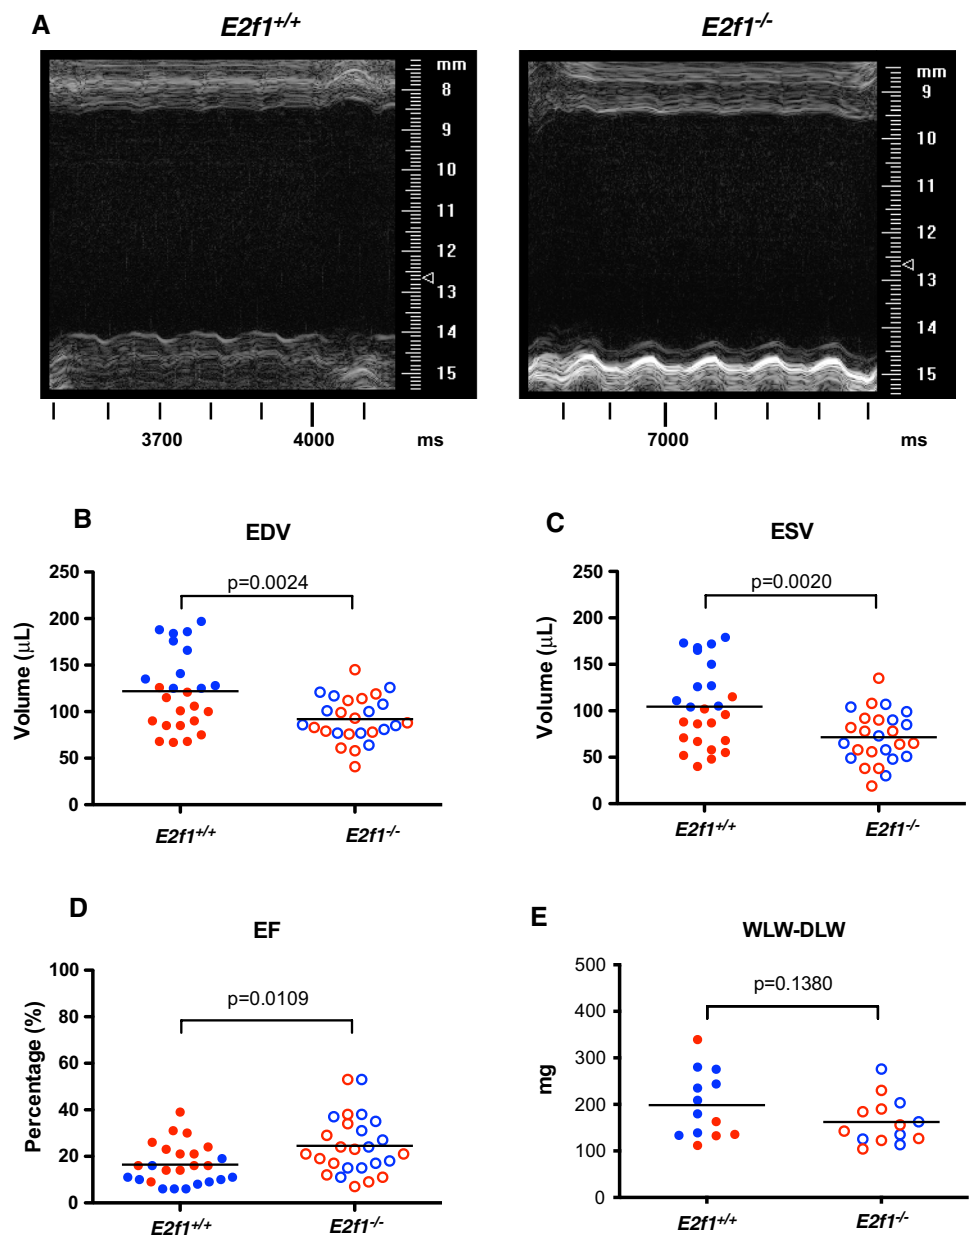 A
E2f1+/+
E2f1-/-
mm
8
9
10
11
12
13
14
15
3700
4000
ms
mm
9
10
11
12
13
14
15
7000
ms
B
EDV
Volume (µL)
250
200
150
100
50
0
p=0.0024
E2f1+/+
E2f1-/-
C
ESV
Volume (µL)
250
200
150
100
50
0
p=0.0020
E2f1+/+
E2f1-/-
D
EF
Percentage (%)
100
80
60
40
20
0
p=0.0109
E2f1+/+
E2f1-/-
E
WLW-DLW
mg
500
400
300
200
100
0
p=0.1380
E2f1+/+
E2f1-/-